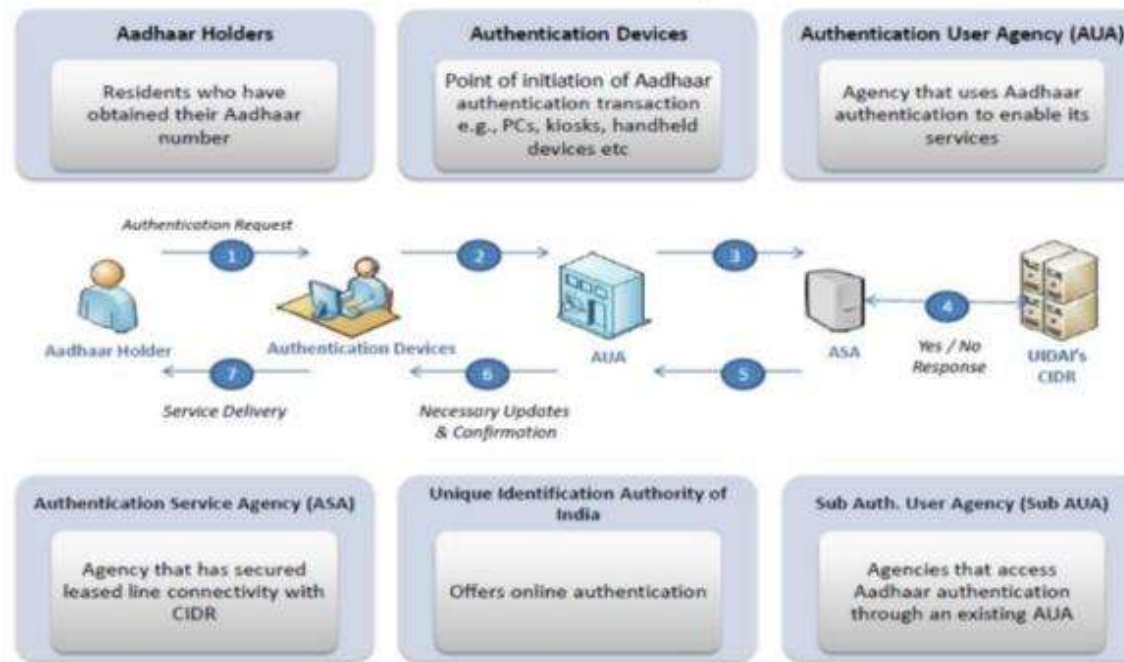 Aadhaar Holders
Residents who have
obtained their Aadhaar
number
Authentication Devices
Point of initiation of Aadhaar
authentication transaction
e.g., PCs, kiosks, handheld
devices etc
Authentication User Agency (AUA)
Agency that uses Aadhaar
authentication to enable its
services
Authentication Request
1
2
3
4
Aadhaar Holder
Authentication Devices
AUA
ASA
Yes / No
Response
UIDAI's
CIDR
7
6
5
Service Delivery
Necessary Updates
& Confirmation
Authentication Service Agency (ASA)
Agency that has secured
leased line connectivity with
CIDR
Unique Identification Authority of
India
Offers online authentication
Sub Auth. User Agency (Sub AUA)
Agencies that access
Aadhaar authentication
through an existing AUA